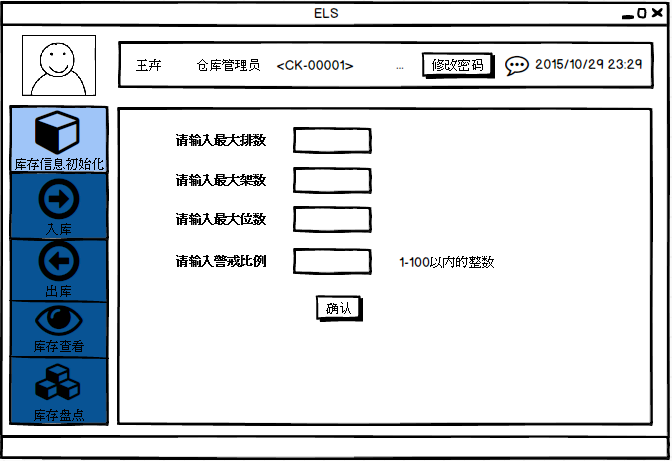 ELS
王卉 仓库管理员 <CK-00001> ... 修改密码 2015/10/29 23:29
库存信息初始化
入库
出库
库存查看
库存盘点
请输入最大排数
请输入最大架数
请输入最大位数
请输入警戒比例 1-100以内的整数
确认